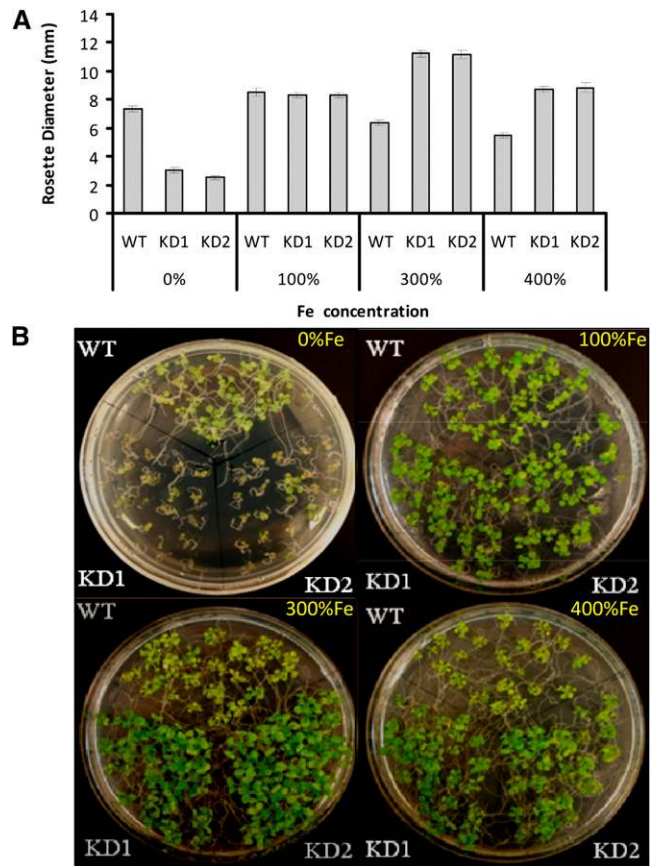 A
Rosette Diameter (mm)
14
12
10
8
6
4
2
0
WT KD1 KD2 WT KD1 KD2 WT KD1 KD2 WT KD1 KD2
0% 100% 300% 400%
Fe concentration
B
WT 0%Fe
KD1 KD2
WT 100%Fe
KD1 KD2
WT 300%Fe
KD1 KD2
WT 400%Fe
KD1 KD2